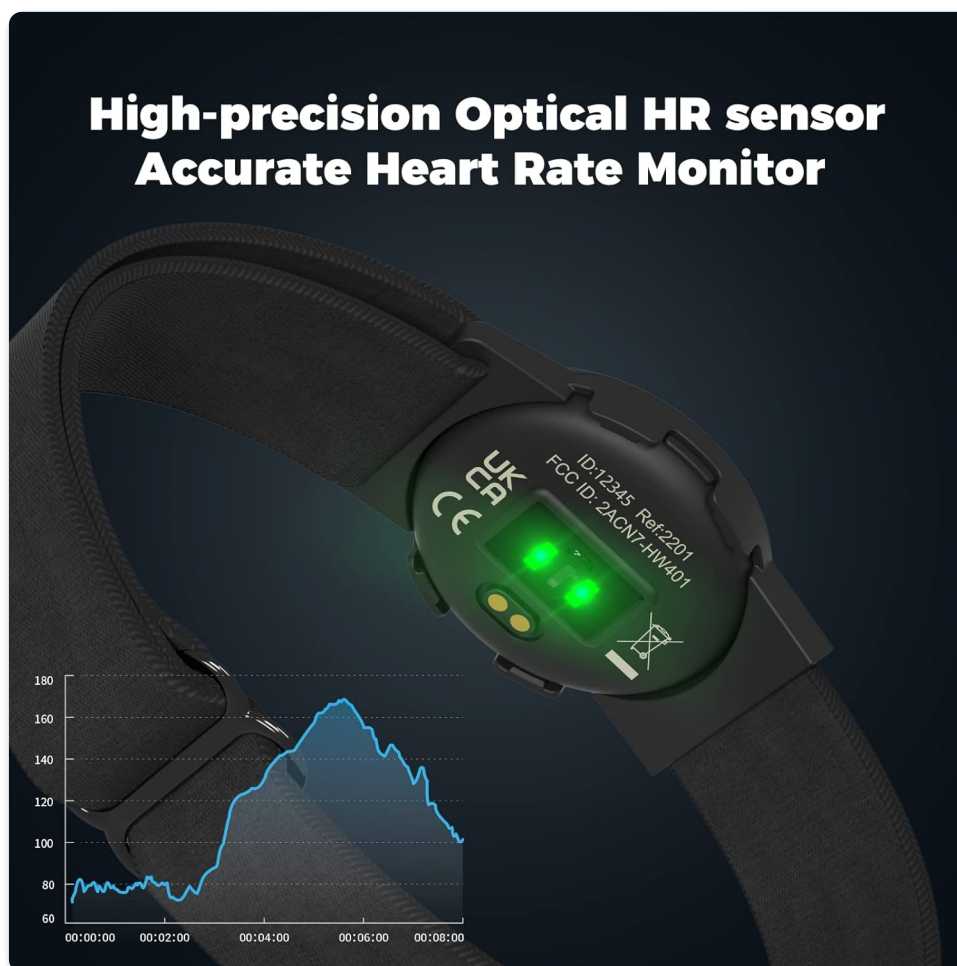 High-precision Optical HR sensor
Accurate Heart Rate Monitor
UK
CA
CE
ID:12345 Ref:2201
FCC ID: 2ACN7-HW401
180
160
140
120
100
80
60
00:00:00 00:02:00 00:04:00 00:06:00 00:08:00